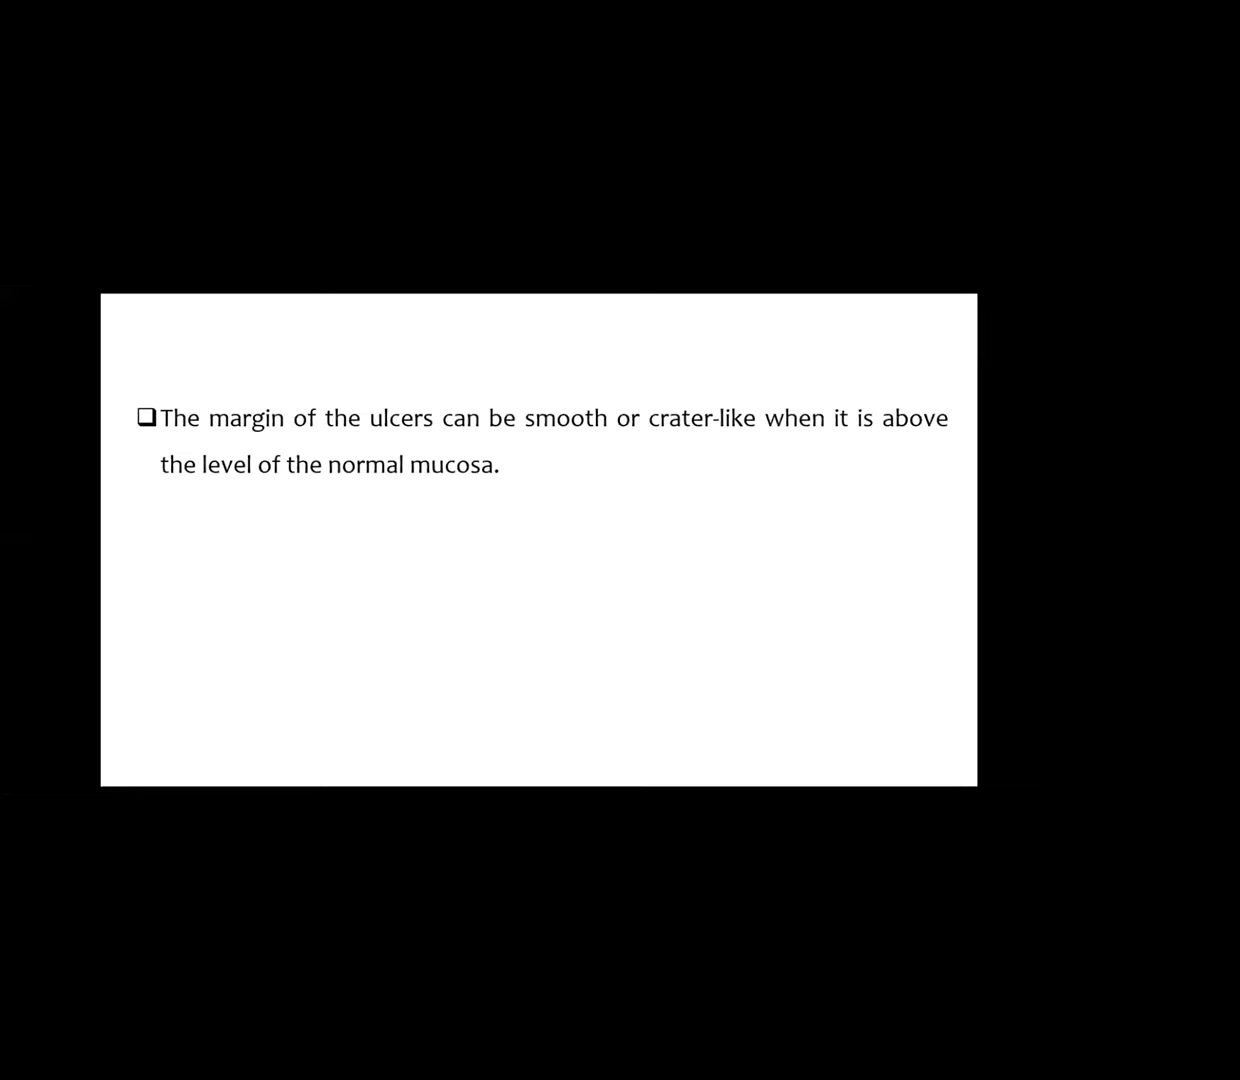 ❑The margin of the ulcers can be smooth or crater-like when it is above
the level of the normal mucosa.